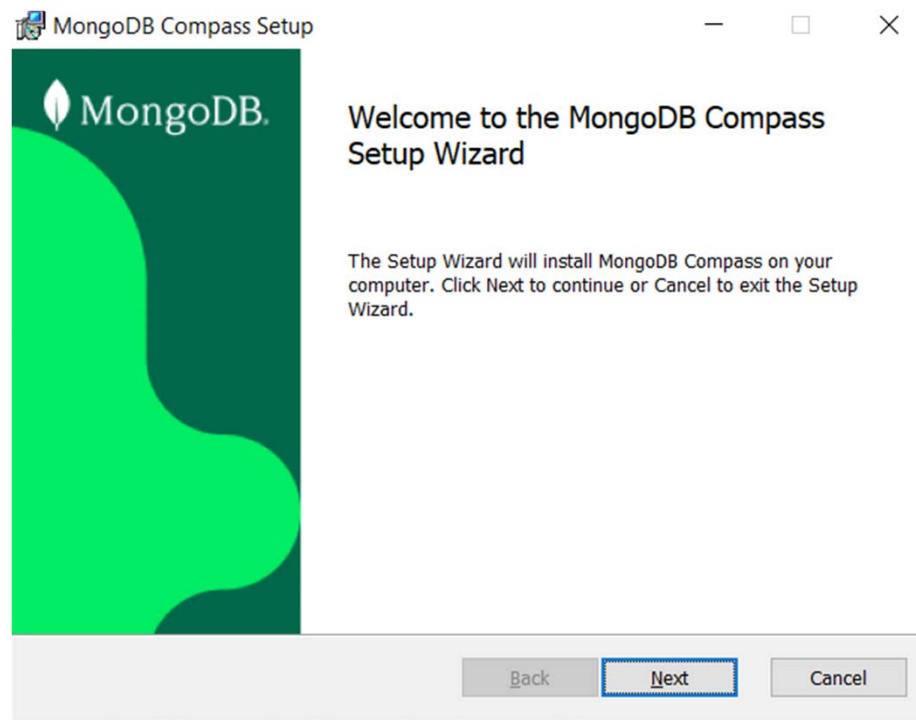 MongoDB Compass Setup
MongoDB.
Welcome to the MongoDB Compass
Setup Wizard
The Setup Wizard will install MongoDB Compass on your
computer. Click Next to continue or Cancel to exit the Setup
Wizard.
Back
Next
Cancel